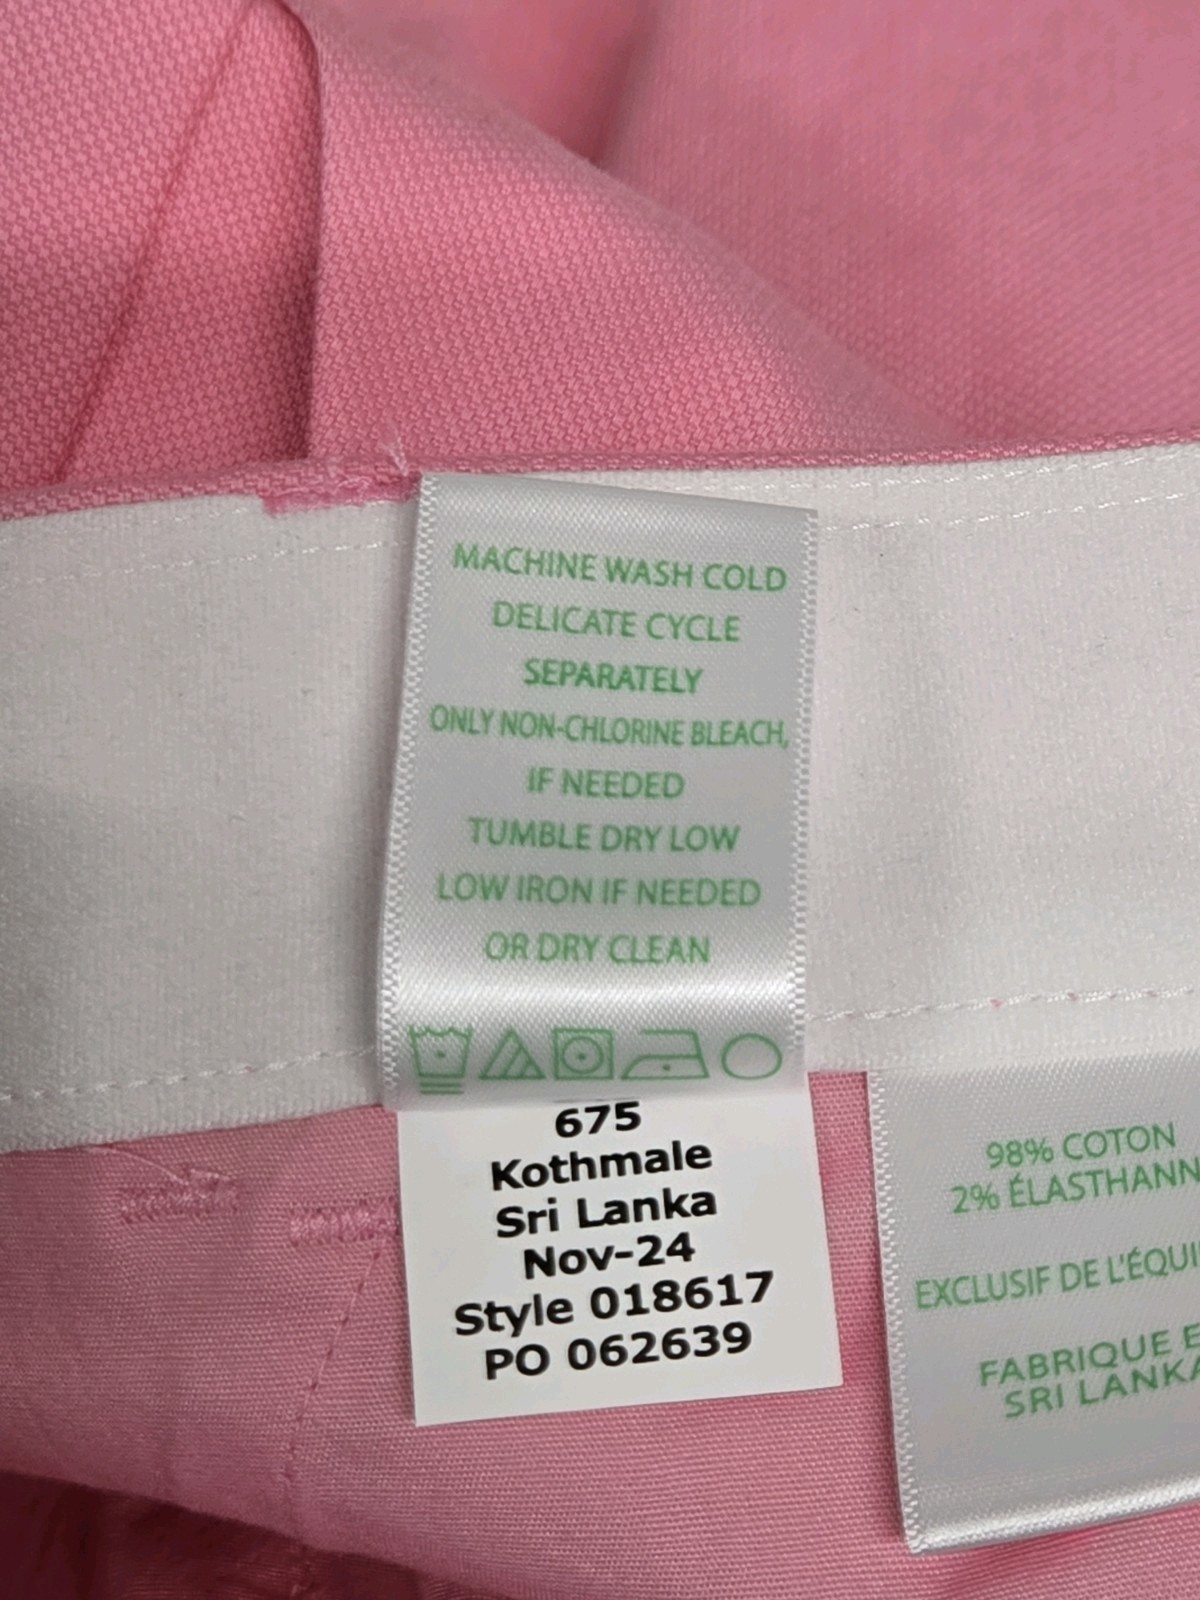 MACHINE WASH COLD
DELICATE CYCLE
SEPARATELY
ONLY NON-CHLORINE BLEACH,
IF NEEDED
TUMBLE DRY LOW
LOW IRON IF NEEDED
OR DRY CLEAN
675
Kothmale
Sri Lanka
Nov-24
Style 018617
PO 062639
98% COTON
2% ÉLASTHANN
EXCLUSIF DE L'ÉQUI
FABRIQUE E
SRI LANKA